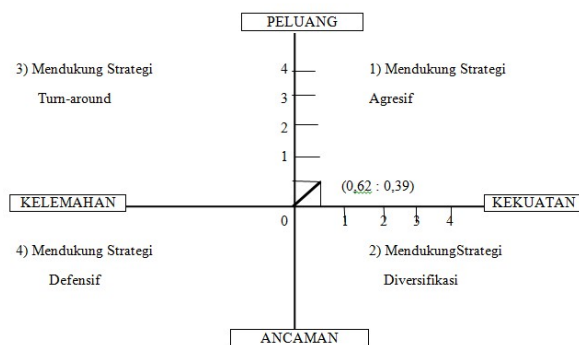 PELUANG
3) Mendukung Strategi
Turn-around
1) Mendukung Strategi
Agresif
4
3
2
1
(0,62 : 0,39)
KELEMAHAN
KEKUATAN
0 1 2 3 4
4) Mendukung Strategi
Defensif
2) MendukungStrategi
Diversifikasi
ANCAMAN